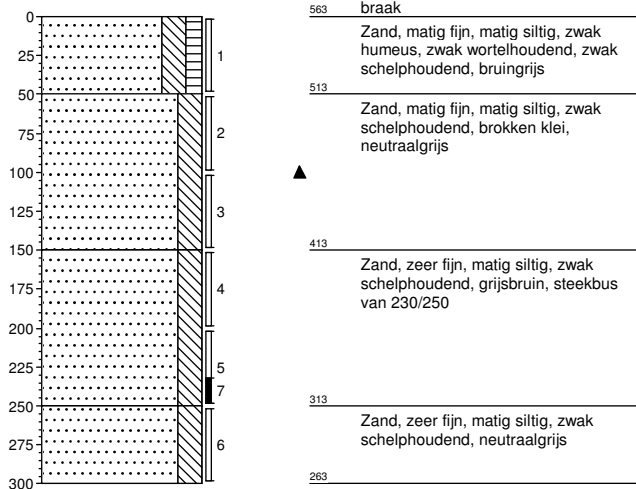 0
25
50
75
100
125
150
175
200
225
250
275
300
1
2
3
4
5
7
6
563 braak
Zand, matig fijn, matig siltig, zwak
humeus, zwak wortelhoudend, zwak
schelphoudend, bruingrijs
513
Zand, matig fijn, matig siltig, zwak
schelphoudend, brokken klei,
neutraalgrijs
413
Zand, zeer fijn, matig siltig, zwak
schelphoudend, grijsbruin, steekbus
van 230/250
313
Zand, zeer fijn, matig siltig, zwak
schelphoudend, neutraalgrijs
263